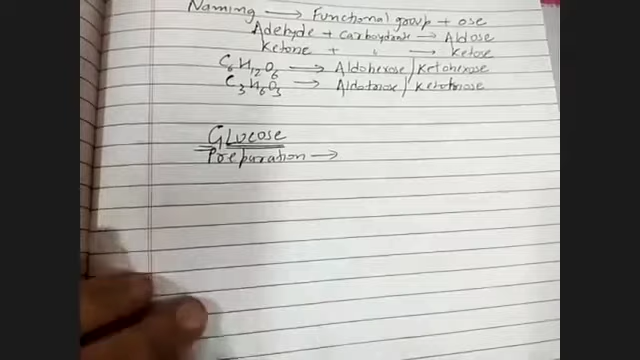 Naming → Functional group + ose
Adehyde + carbohydrate → Aldose
Ketone + " → Ketose
C6H12O6 → Aldohexose / Ketohexose
C3H6O3 → Aldotriose / Ketotriose
Glucose
Preparation →